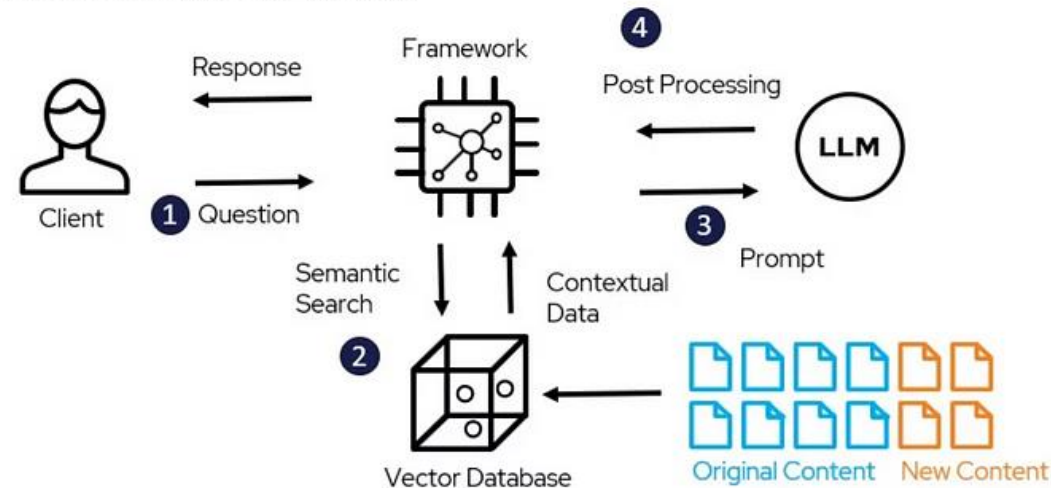 4
Framework
Response
Post Processing
LLM
Client
1 Question
3
Prompt
Semantic
Search
Contextual
Data
2
Vector Database
Original Content
New Content